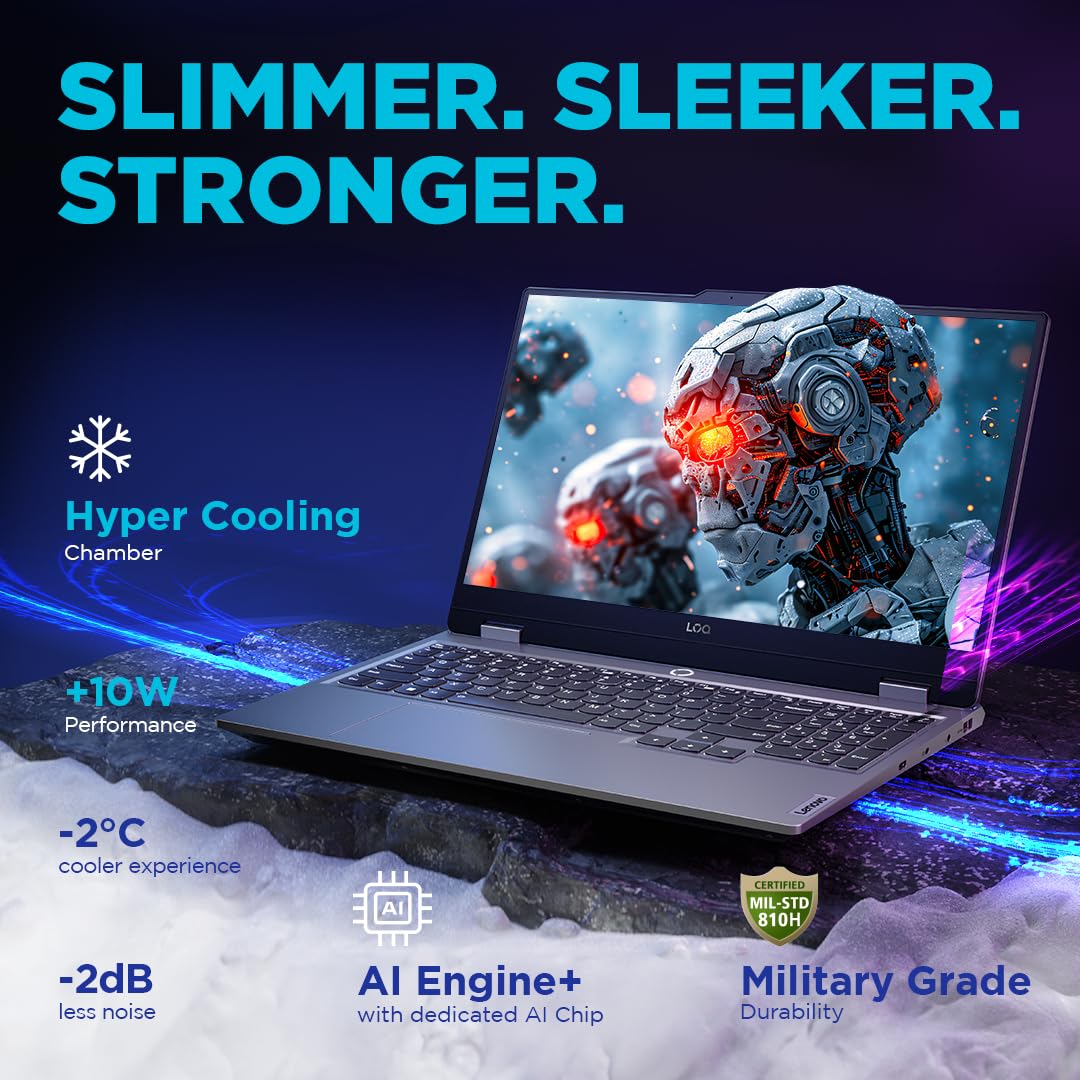 SLIMMER. SLEEKER.
STRONGER.
Hyper Cooling
Chamber
LOQ
+10W
Performance
Lenovo
-2°C
cooler experience
AI
CERTIFIED
MIL-STD
810H
-2dB
less noise
AI Engine+
with dedicated AI Chip
Military Grade
Durability